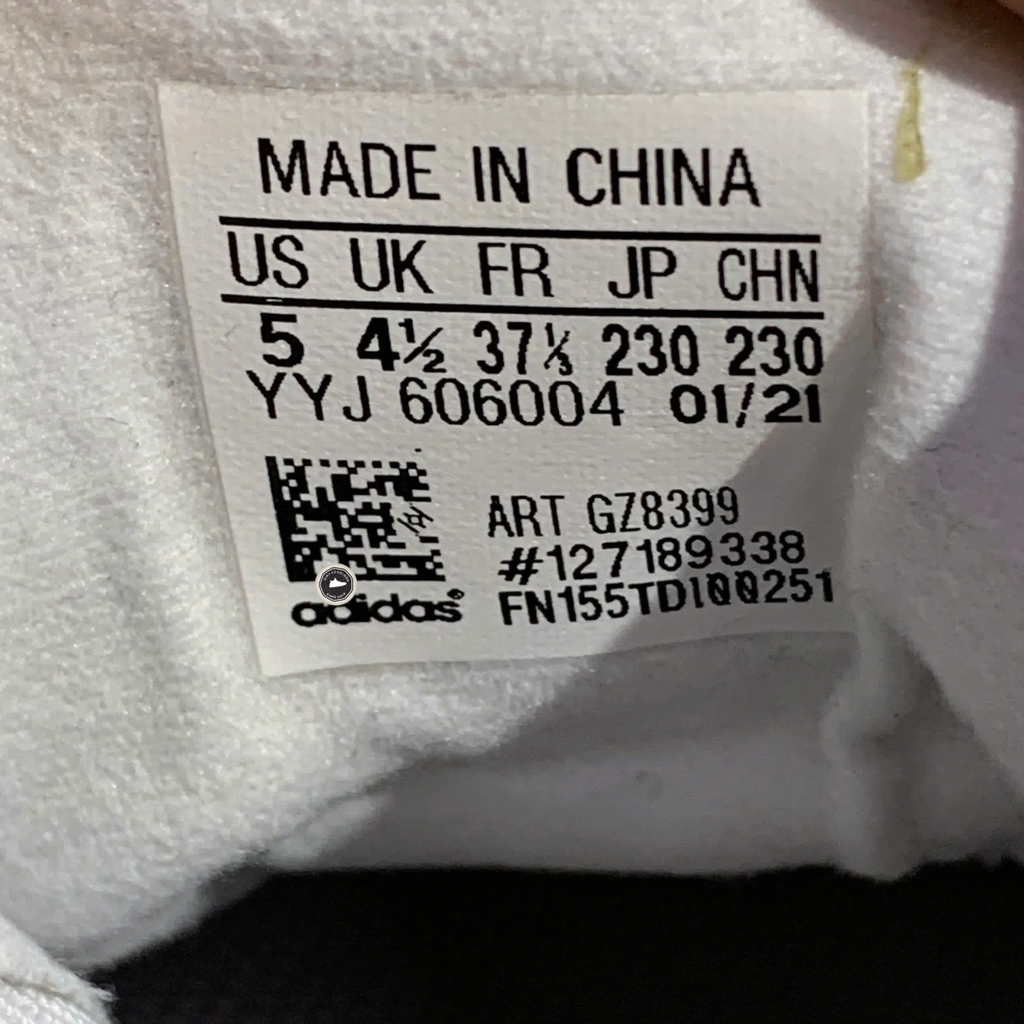 MADE IN CHINA
US UK FR JP CHN
5 4½ 37⅓ 230 230
YYJ 606004 01/21
ART GZ8399
#127189338
adidas® FN155TD100251